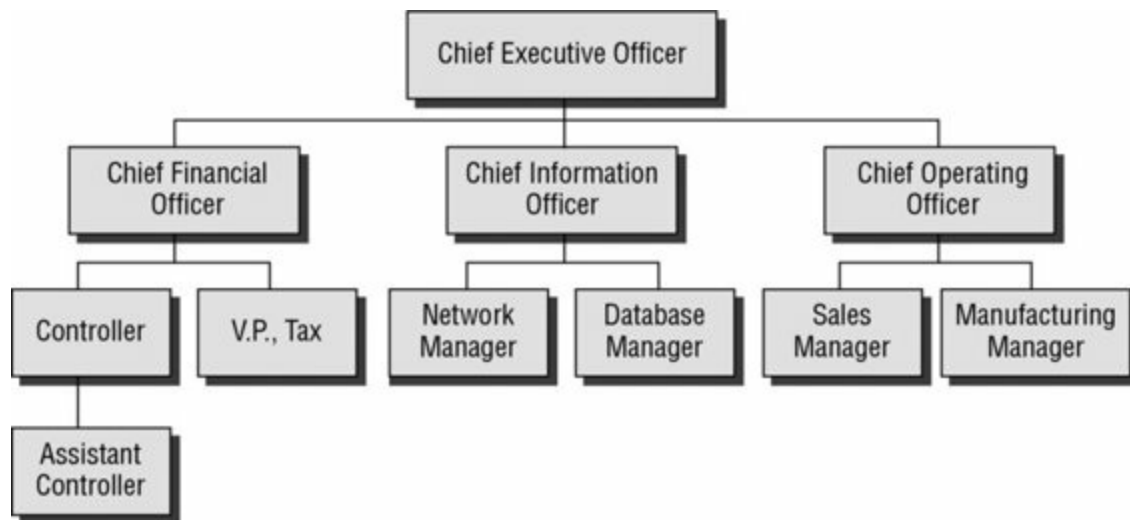 Chief Executive Officer
Chief Financial
Officer
Chief Information
Officer
Chief Operating
Officer
Controller
V.P., Tax
Network
Manager
Database
Manager
Sales
Manager
Manufacturing
Manager
Assistant
Controller